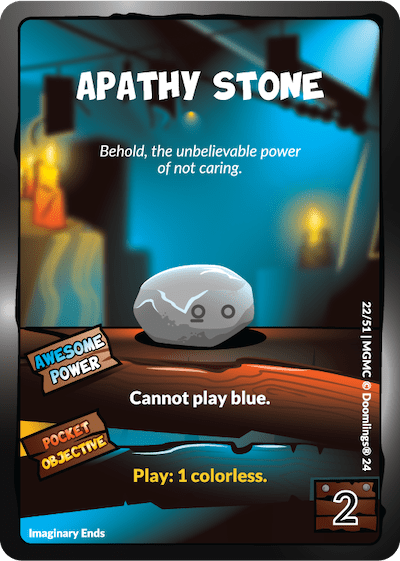 APATHY STONE
Behold, the unbelievable power
of not caring.
AWESOME
POWER
Cannot play blue.
POCKET
OBJECTIVE
Play: 1 colorless.
22/51 | MGMC © Doomlings® 24
2
Imaginary Ends